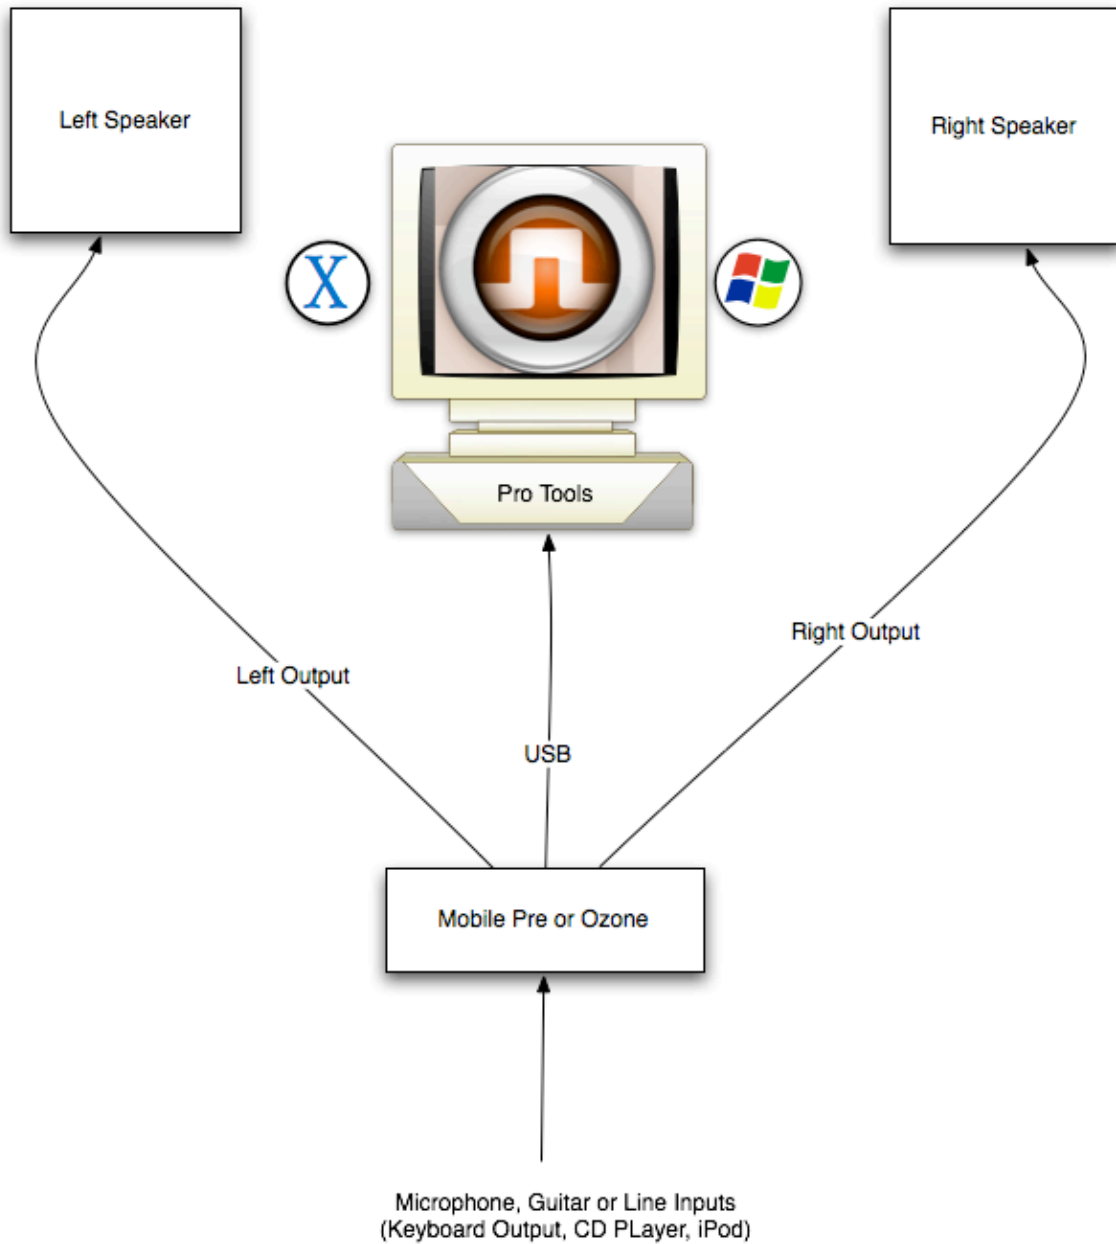 Left Speaker
Right Speaker
X
Pro Tools
Right Output
Left Output
USB
Mobile Pre or Ozone
Microphone, Guitar or Line Inputs
(Keyboard Output, CD PLayer, iPod)